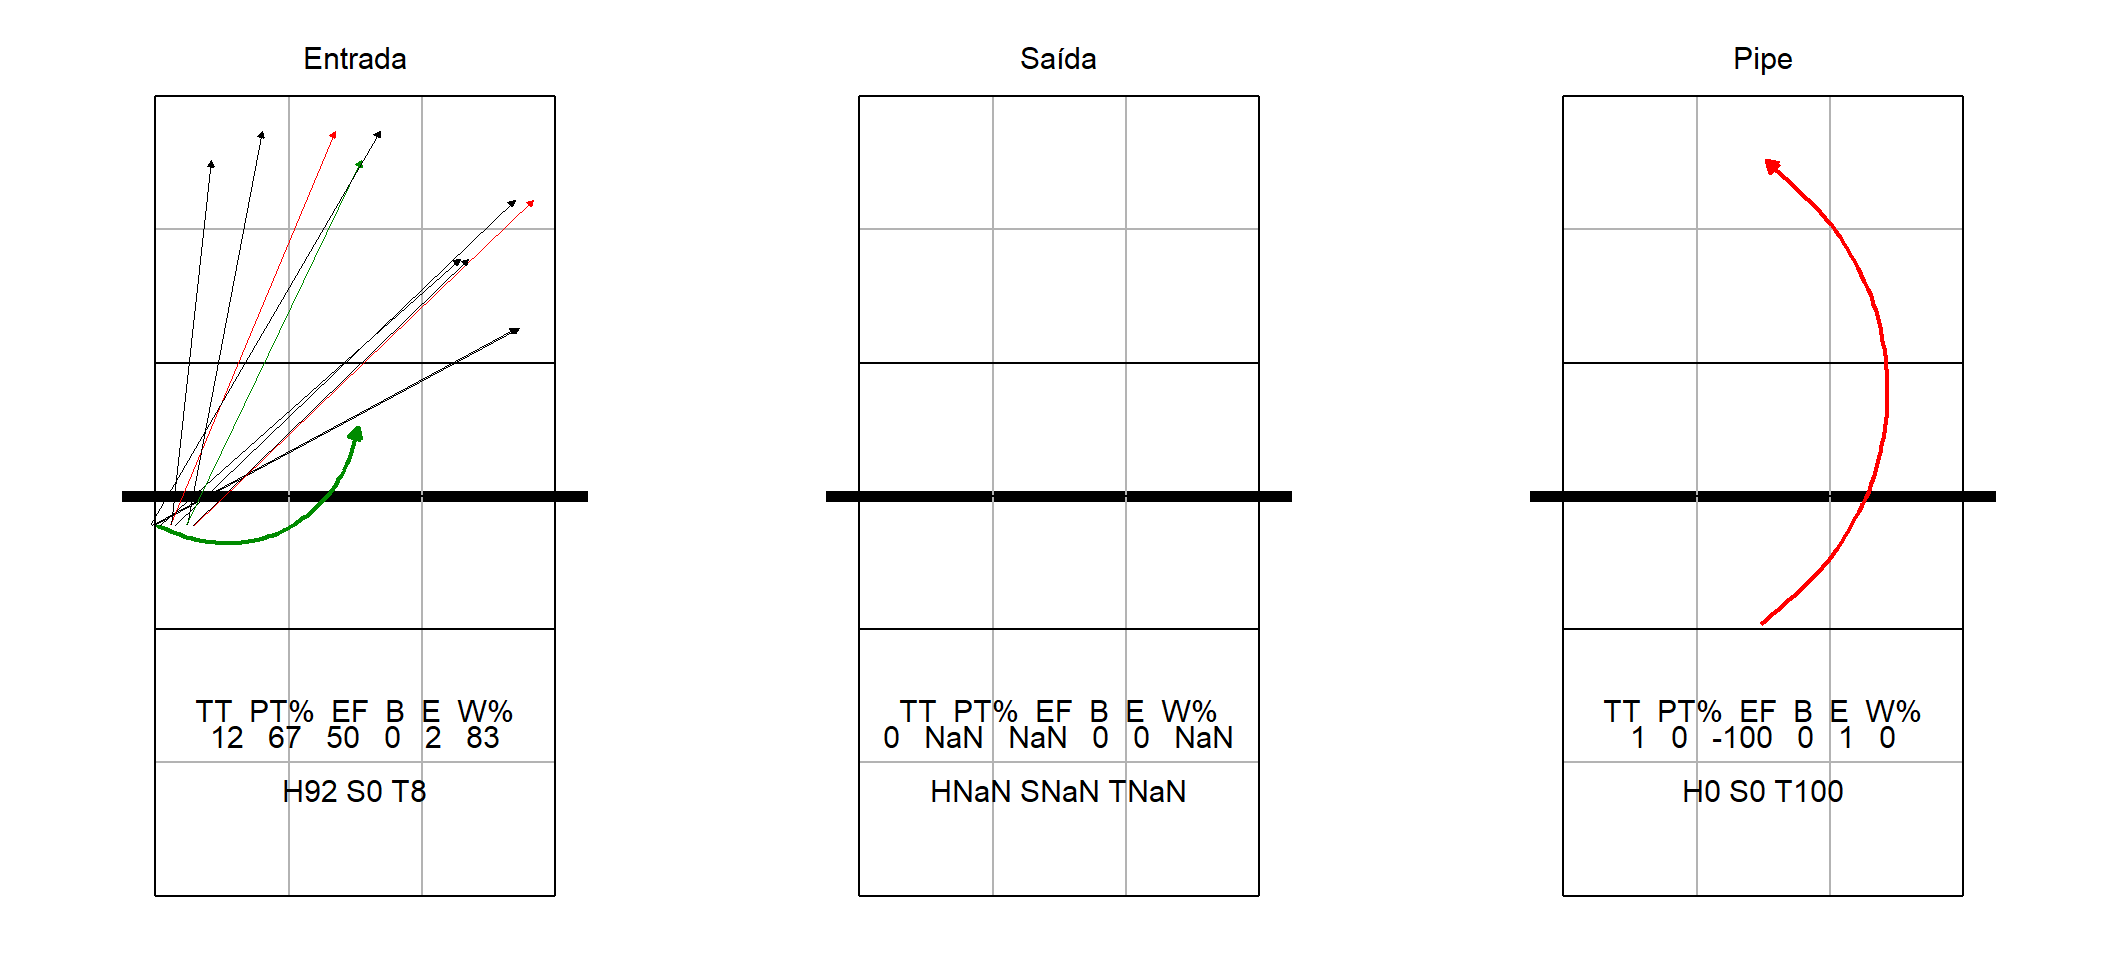 Entrada
TT PT% EF B E W%
12 67 50 0 2 83
H92 S0 T8
Saída
TT PT% EF B E W%
0 NaN NaN 0 0 NaN
HNaN SNaN TNaN
Pipe
TT PT% EF B E W%
1 0 -100 0 1 0
H0 S0 T100